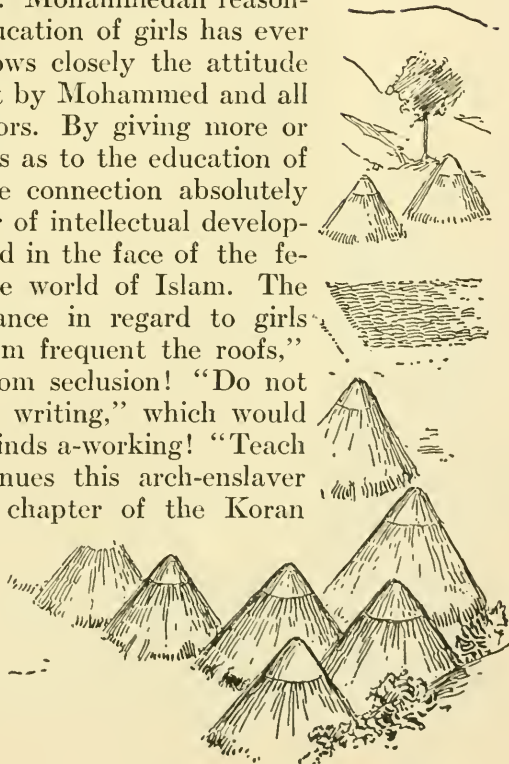 . Mohammedan reason-
ucation of girls has ever
ows closely the attitude
t by Mohammed and all
ors. By giving more or
s as to the education of
e connection absolutely
r of intellectual develop-
d in the face of the fe-
e world of Islam. The
ance in regard to girls
m frequent the roofs,”
om seclusion! “Do not
writing,” which would
inds a-working! “Teach
nues this arch-enslaver
chapter of the Koran